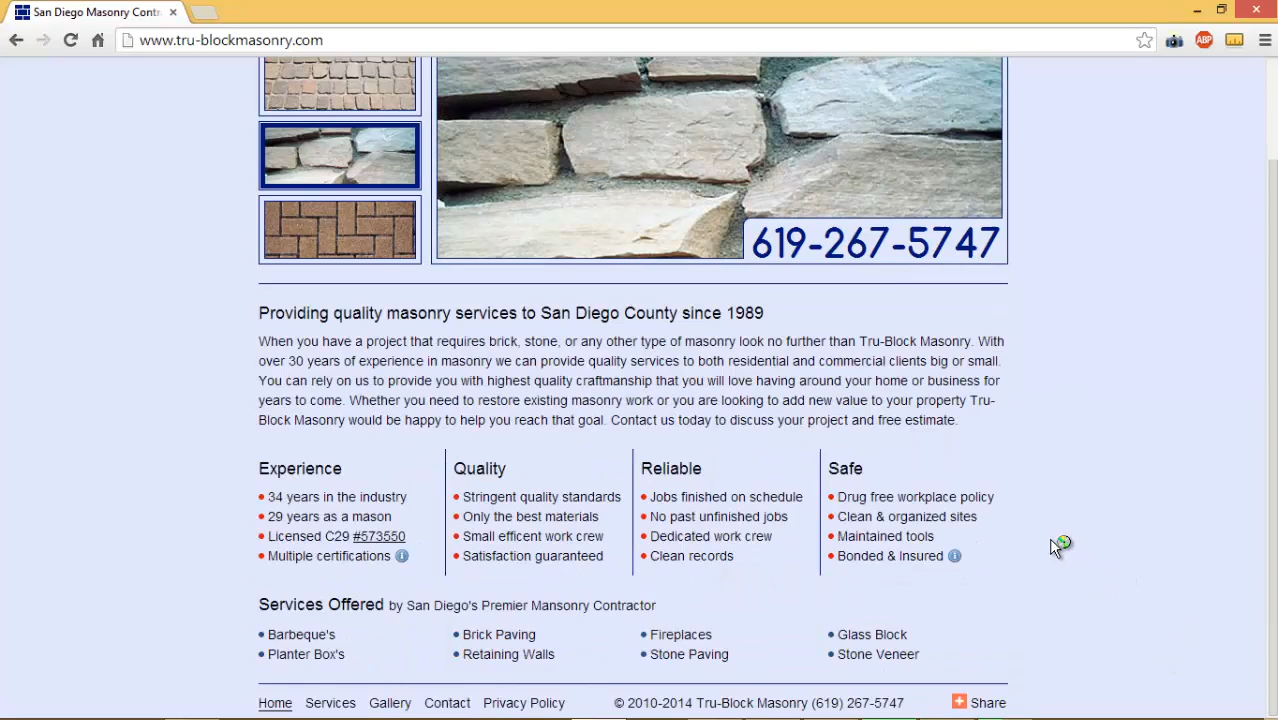 San Diego Masonry Contr
www.tru-blockmasonry.com
ABP
619-267-5747
Providing quality masonry services to San Diego County since 1989
When you have a project that requires brick, stone, or any other type of masonry look no further than Tru-Block Masonry. With
over 30 years of experience in masonry we can provide quality services to both residential and commercial clients big or small.
You can rely on us to provide you with highest quality craftmanship that you will love having around your home or business for
years to come. Whether you need to restore existing masonry work or you are looking to add new value to your property Tru-
Block Masonry would be happy to help you reach that goal. Contact us today to discuss your project and free estimate.
Experience
34 years in the industry
29 years as a mason
Licensed C29 #573550
Multiple certifications
Quality
Stringent quality standards
Only the best materials
Small efficent work crew
Satisfaction guaranteed
Reliable
Jobs finished on schedule
No past unfinished jobs
Dedicated work crew
Clean records
Safe
Drug free workplace policy
Clean & organized sites
Maintained tools
Bonded & Insured
Services Offered by San Diego's Premier Mansonry Contractor
Barbeque's Brick Paving Fireplaces Glass Block
Planter Box's Retaining Walls Stone Paving Stone Veneer
Home Services Gallery Contact Privacy Policy © 2010-2014 Tru-Block Masonry (619) 267-5747 Share